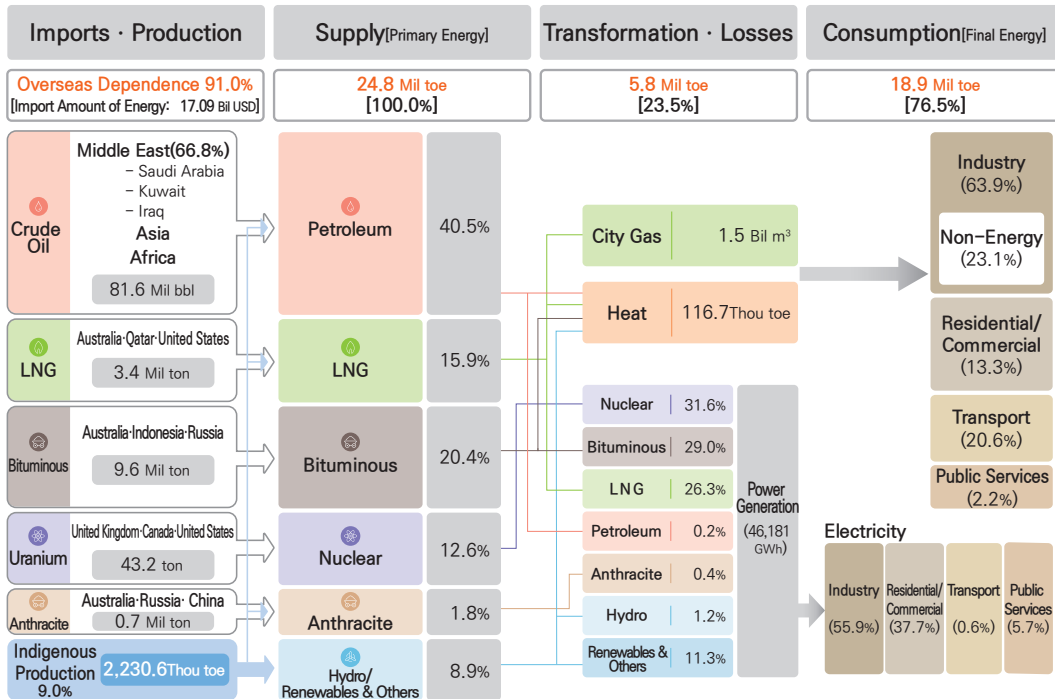 Imports · Production
Supply[Primary Energy]
Transformation · Losses
Consumption[Final Energy]
Overseas Dependence 91.0%
[Import Amount of Energy: 17.09 Bil USD]
24.8 Mil toe
[100.0%]
5.8 Mil toe
[23.5%]
18.9 Mil toe
[76.5%]
Crude
Oil
Middle East(66.8%)
- Saudi Arabia
- Kuwait
- Iraq
Asia
Africa
81.6 Mil bbl
LNG
Australia·Qatar·United States
3.4 Mil ton
Bituminous
Australia·Indonesia·Russia
9.6 Mil ton
Uranium
United Kingdom·Canada·United States
43.2 ton
Anthracite
Australia·Russia· China
0.7 Mil ton
Indigenous
Production
9.0%
2,230.6Thou toe
Petroleum
40.5%
LNG
15.9%
Bituminous
20.4%
Nuclear
12.6%
Anthracite
1.8%
Hydro/
Renewables & Others
8.9%
City Gas
1.5 Bil m³
Heat
116.7Thou toe
Nuclear
31.6%
Bituminous
29.0%
LNG
26.3%
Petroleum
0.2%
Anthracite
0.4%
Hydro
1.2%
Renewables &
Others
11.3%
Power
Generation
(46,181
GWh)
Industry
(63.9%)
Non-Energy
(23.1%)
Residential/
Commercial
(13.3%)
Transport
(20.6%)
Public Services
(2.2%)
Electricity
Industry
(55.9%)
Residential/
Commercial
(37.7%)
Transport
(0.6%)
Public
Services
(5.7%)